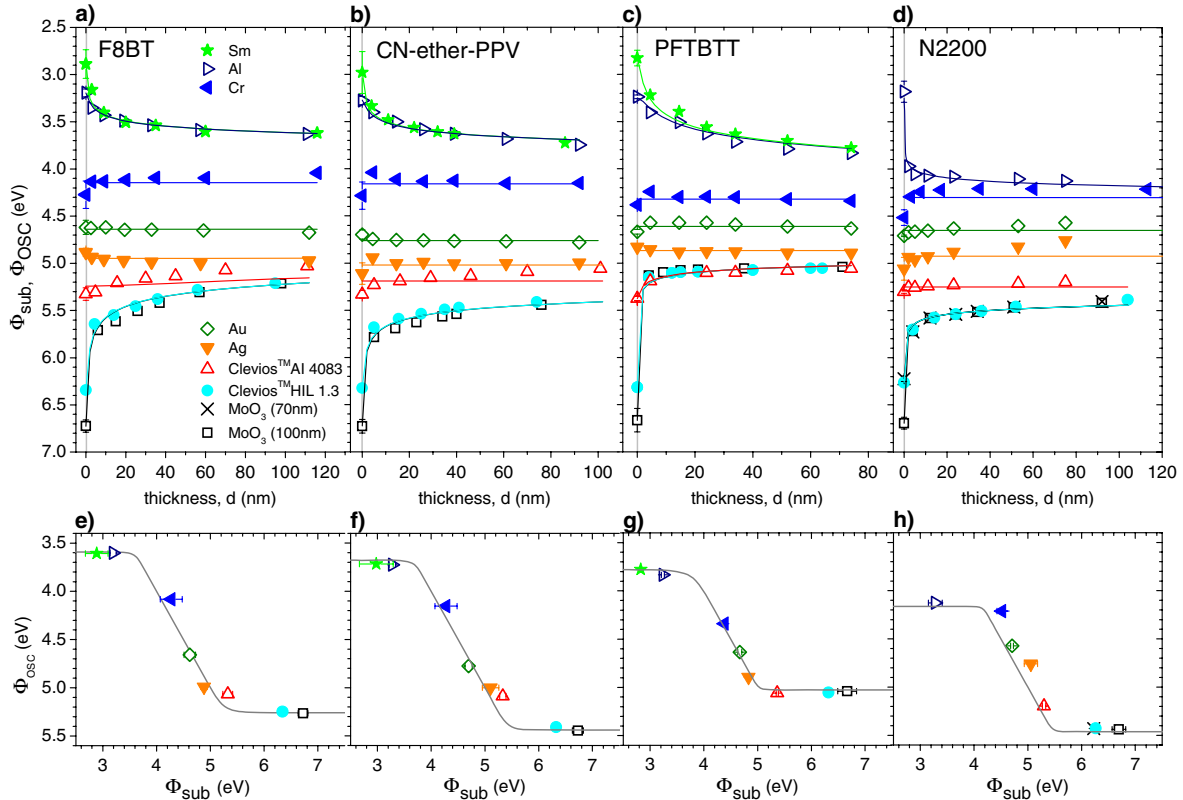 a)
b)
c)
d)
F8BT
CN-ether-PPV
PFTBTT
N2200
Sm
Al
Cr
Au
Ag
Clevios™AI 4083
Clevios™HIL 1.3
MoO3 (70nm)
MoO3 (100nm)
Φsub, ΦOSC (eV)
2.5
3.0
3.5
4.0
4.5
5.0
5.5
6.0
6.5
7.0
0 20 40 60 80 100 120
0 20 40 60 80 100
0 20 40 60 80
0 20 40 60 80 100 120
thickness, d (nm)
thickness, d (nm)
thickness, d (nm)
thickness, d (nm)
e)
f)
g)
h)
ΦOSC (eV)
3.5
4.0
4.5
5.0
5.5
3 4 5 6 7
3 4 5 6 7
3 4 5 6 7
3 4 5 6 7
Φsub (eV)
Φsub (eV)
Φsub (eV)
Φsub (eV)